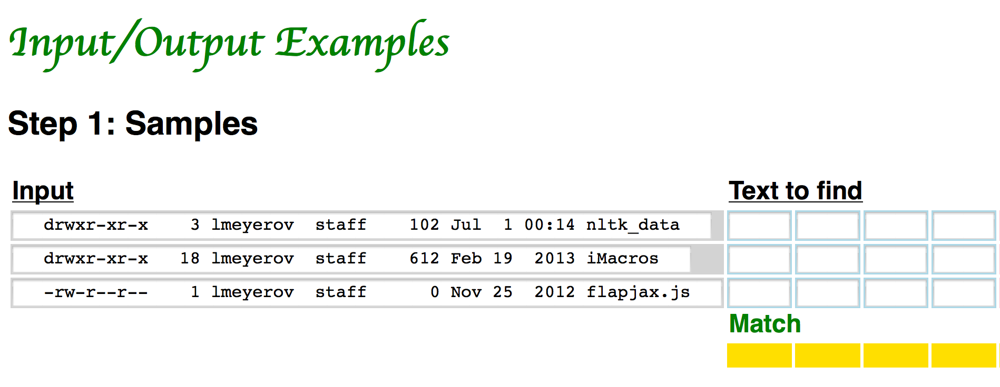 Input/Output Examples
Step 1: Samples
Input Text to find
drwxr-xr-x    3 lmeyerov  staff    102 Jul  1 00:14 nltk_data
drwxr-xr-x   18 lmeyerov  staff    612 Feb 19  2013 iMacros
-rw-r--r--    1 lmeyerov  staff      0 Nov 25  2012 flapjax.js
Match